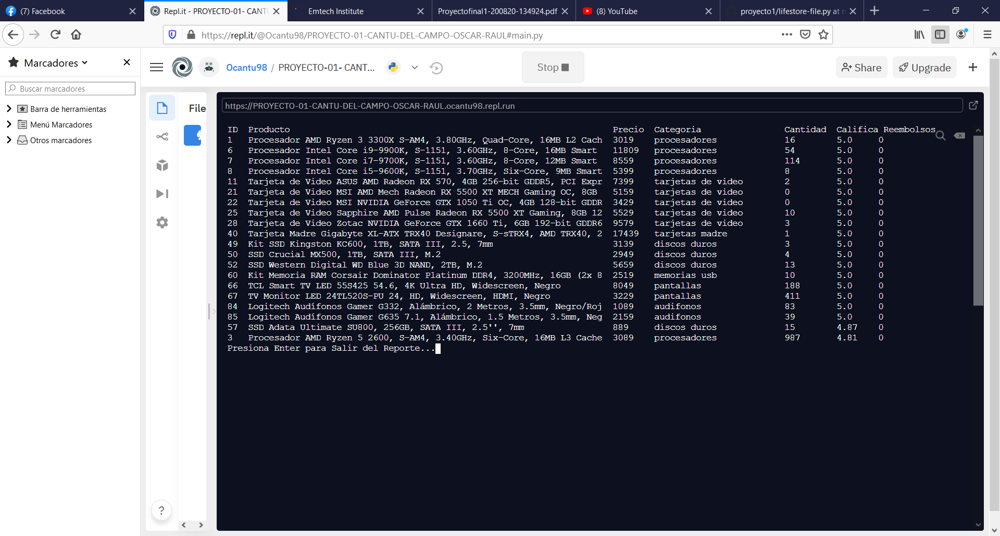 (7) Facebook
Repl.it - PROYECTO-01- CANTU
Emtech Institute
Proyectofinal1-200820-134924.pdf
(8) YouTube
proyecto1/lifestore-file.py at m
https://repl.it/@Ocantu98/PROYECTO-01-CANTU-DEL-CAMPO-OSCAR-RAUL#main.py
Marcadores
Buscar marcadores
Barra de herramientas
Menú Marcadores
Otros marcadores
Ocantu98 / PROYECTO-01- CANT...
Stop
Share
Upgrade
File
https://PROYECTO-01-CANTU-DEL-CAMPO-OSCAR-RAUL.ocantu98.repl.run
ID Producto Precio Categoria Cantidad Califica Reembolsos
1 Procesador AMD Ryzen 3 3300X S-AM4, 3.80GHz, Quad-Core, 16MB L2 Cach 3019 procesadores 16 5.0 0
6 Procesador Intel Core i9-9900K, S-1151, 3.60GHz, 8-Core, 16MB Smart 11809 procesadores 54 5.0 0
7 Procesador Intel Core i7-9700K, S-1151, 3.60GHz, 8-Core, 12MB Smart 8559 procesadores 114 5.0 0
8 Procesador Intel Core i5-9600K, S-1151, 3.70GHz, Six-Core, 9MB Smart 5399 procesadores 8 5.0 0
11 Tarjeta de Video ASUS AMD Radeon RX 570, 4GB 256-bit GDDR5, PCI Expr 7399 tarjetas de video 2 5.0 0
21 Tarjeta de Video MSI AMD Mech Radeon RX 5500 XT MECH Gaming OC, 8GB 5159 tarjetas de video 0 5.0 0
22 Tarjeta de Video MSI NVIDIA GeForce GTX 1050 Ti OC, 4GB 128-bit GDDR 3429 tarjetas de video 0 5.0 0
25 Tarjeta de Video Sapphire AMD Pulse Radeon RX 5500 XT Gaming, 8GB 12 5529 tarjetas de video 10 5.0 0
28 Tarjeta de Video Zotac NVIDIA GeForce GTX 1660 Ti, 6GB 192-bit GDDR6 9579 tarjetas de video 3 5.0 0
40 Tarjeta Madre Gigabyte XL-ATX TRX40 Designare, S-sTRX4, AMD TRX40, 2 17439 tarjetas madre 1 5.0 0
49 Kit SSD Kingston KC600, 1TB, SATA III, 2.5, 7mm 3139 discos duros 3 5.0 0
50 SSD Crucial MX500, 1TB, SATA III, M.2 2949 discos duros 4 5.0 0
52 SSD Western Digital WD Blue 3D NAND, 2TB, M.2 5659 discos duros 13 5.0 0
60 Kit Memoria RAM Corsair Dominator Platinum DDR4, 3200MHz, 16GB (2x 8 2519 memorias usb 10 5.0 0
66 TCL Smart TV LED 55S425 54.6, 4K Ultra HD, Widescreen, Negro 8049 pantallas 188 5.0 0
67 TV Monitor LED 24TL520S-PU 24, HD, Widescreen, HDMI, Negro 3229 pantallas 411 5.0 0
84 Logitech Audífonos Gamer G332, Alámbrico, 2 Metros, 3.5mm, Negro/Roj 1089 audifonos 83 5.0 0
85 Logitech Audífonos Gamer G635 7.1, Alámbrico, 1.5 Metros, 3.5mm, Neg 2159 audifonos 39 5.0 0
57 SSD Adata Ultimate SU800, 256GB, SATA III, 2.5'', 7mm 889 discos duros 15 4.87 0
3 Procesador AMD Ryzen 5 2600, S-AM4, 3.40GHz, Six-Core, 16MB L3 Cache 3089 procesadores 987 4.81 0
Presiona Enter para Salir del Reporte...
?